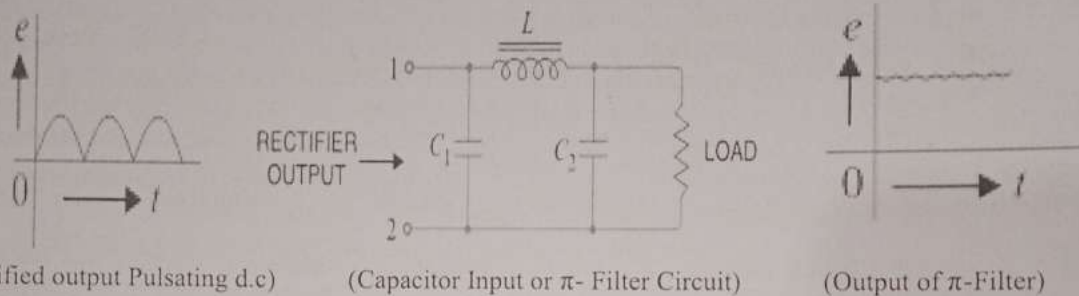 e
0
t
RECTIFIER
OUTPUT
1
2
L
C₁
C₂
LOAD
e
0
t
output Pulsating d.c)
(Capacitor Input or π- Filter Circuit)
(Output of π-Filter)